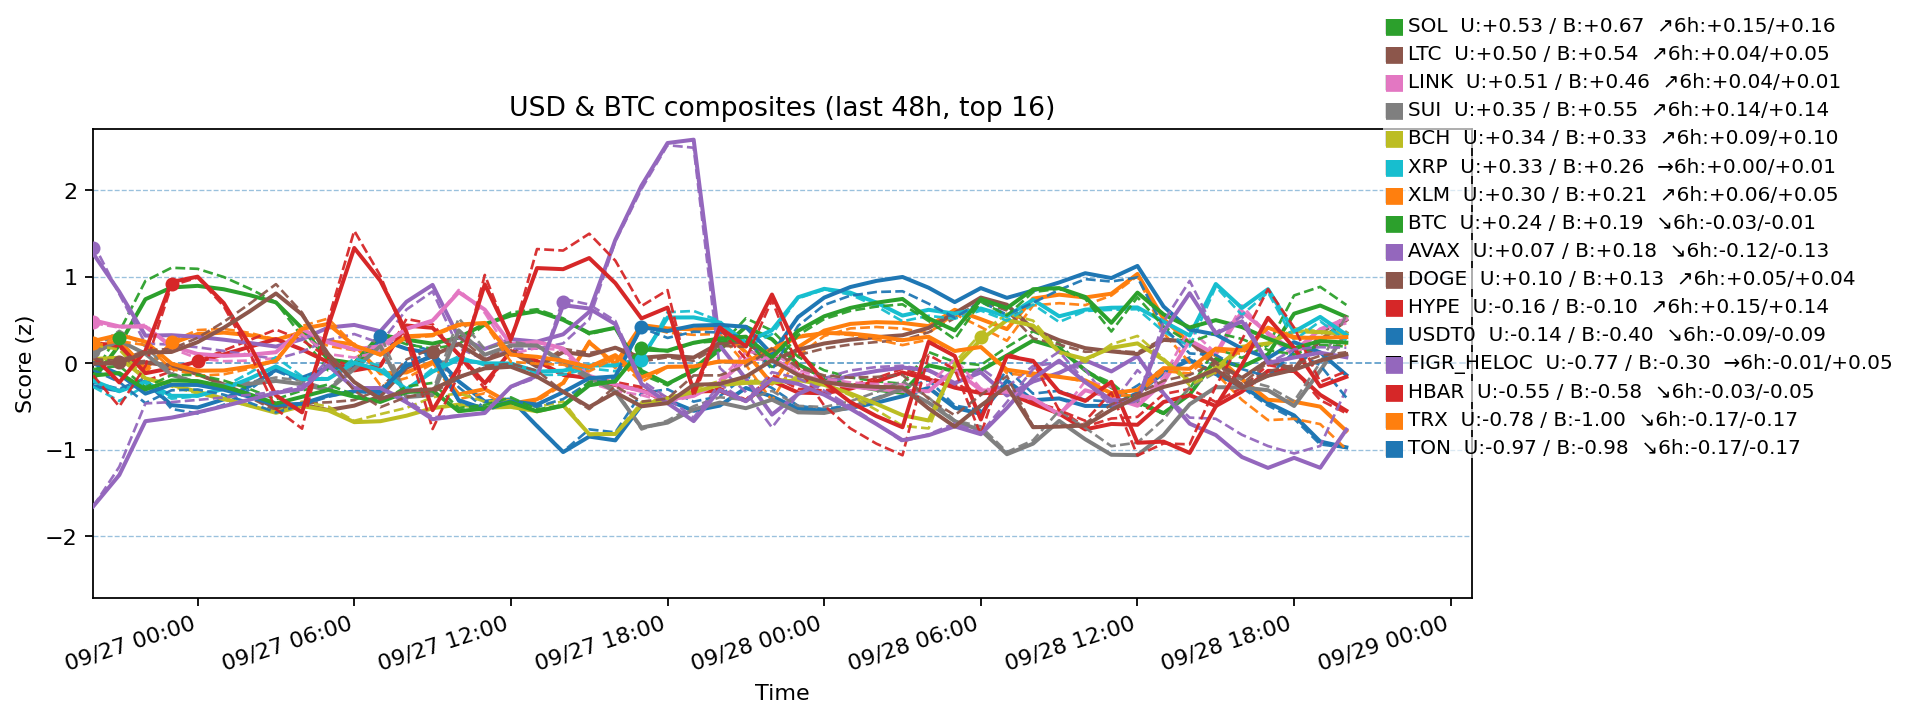 SOL U:+0.53 / B:+0.67 ↗6h:+0.15/+0.16
LTC U:+0.50 / B:+0.54 ↗6h:+0.04/+0.05
LINK U:+0.51 / B:+0.46 ↗6h:+0.04/+0.01
SUI U:+0.35 / B:+0.55 ↗6h:+0.14/+0.14
BCH U:+0.34 / B:+0.33 ↗6h:+0.09/+0.10
XRP U:+0.33 / B:+0.26 →6h:+0.00/+0.01
XLM U:+0.30 / B:+0.21 ↗6h:+0.06/+0.05
BTC U:+0.24 / B:+0.19 ↘6h:-0.03/-0.01
AVAX U:+0.07 / B:+0.18 ↘6h:-0.12/-0.13
DOGE U:+0.10 / B:+0.13 ↗6h:+0.05/+0.04
HYPE U:-0.16 / B:-0.10 ↗6h:+0.15/+0.14
USDT0 U:-0.14 / B:-0.40 ↘6h:-0.09/-0.09
FIGR_HELOC U:-0.77 / B:-0.30 →6h:-0.01/+0.05
HBAR U:-0.55 / B:-0.58 ↘6h:-0.03/-0.05
TRX U:-0.78 / B:-1.00 ↘6h:-0.17/-0.17
TON U:-0.97 / B:-0.98 ↘6h:-0.17/-0.17
USD & BTC composites (last 48h, top 16)
Score (z)
2
1
0
−1
−2
09/27 00:00
09/27 06:00
09/27 12:00
09/27 18:00
09/28 00:00
09/28 06:00
09/28 12:00
09/28 18:00
09/29 00:00
Time